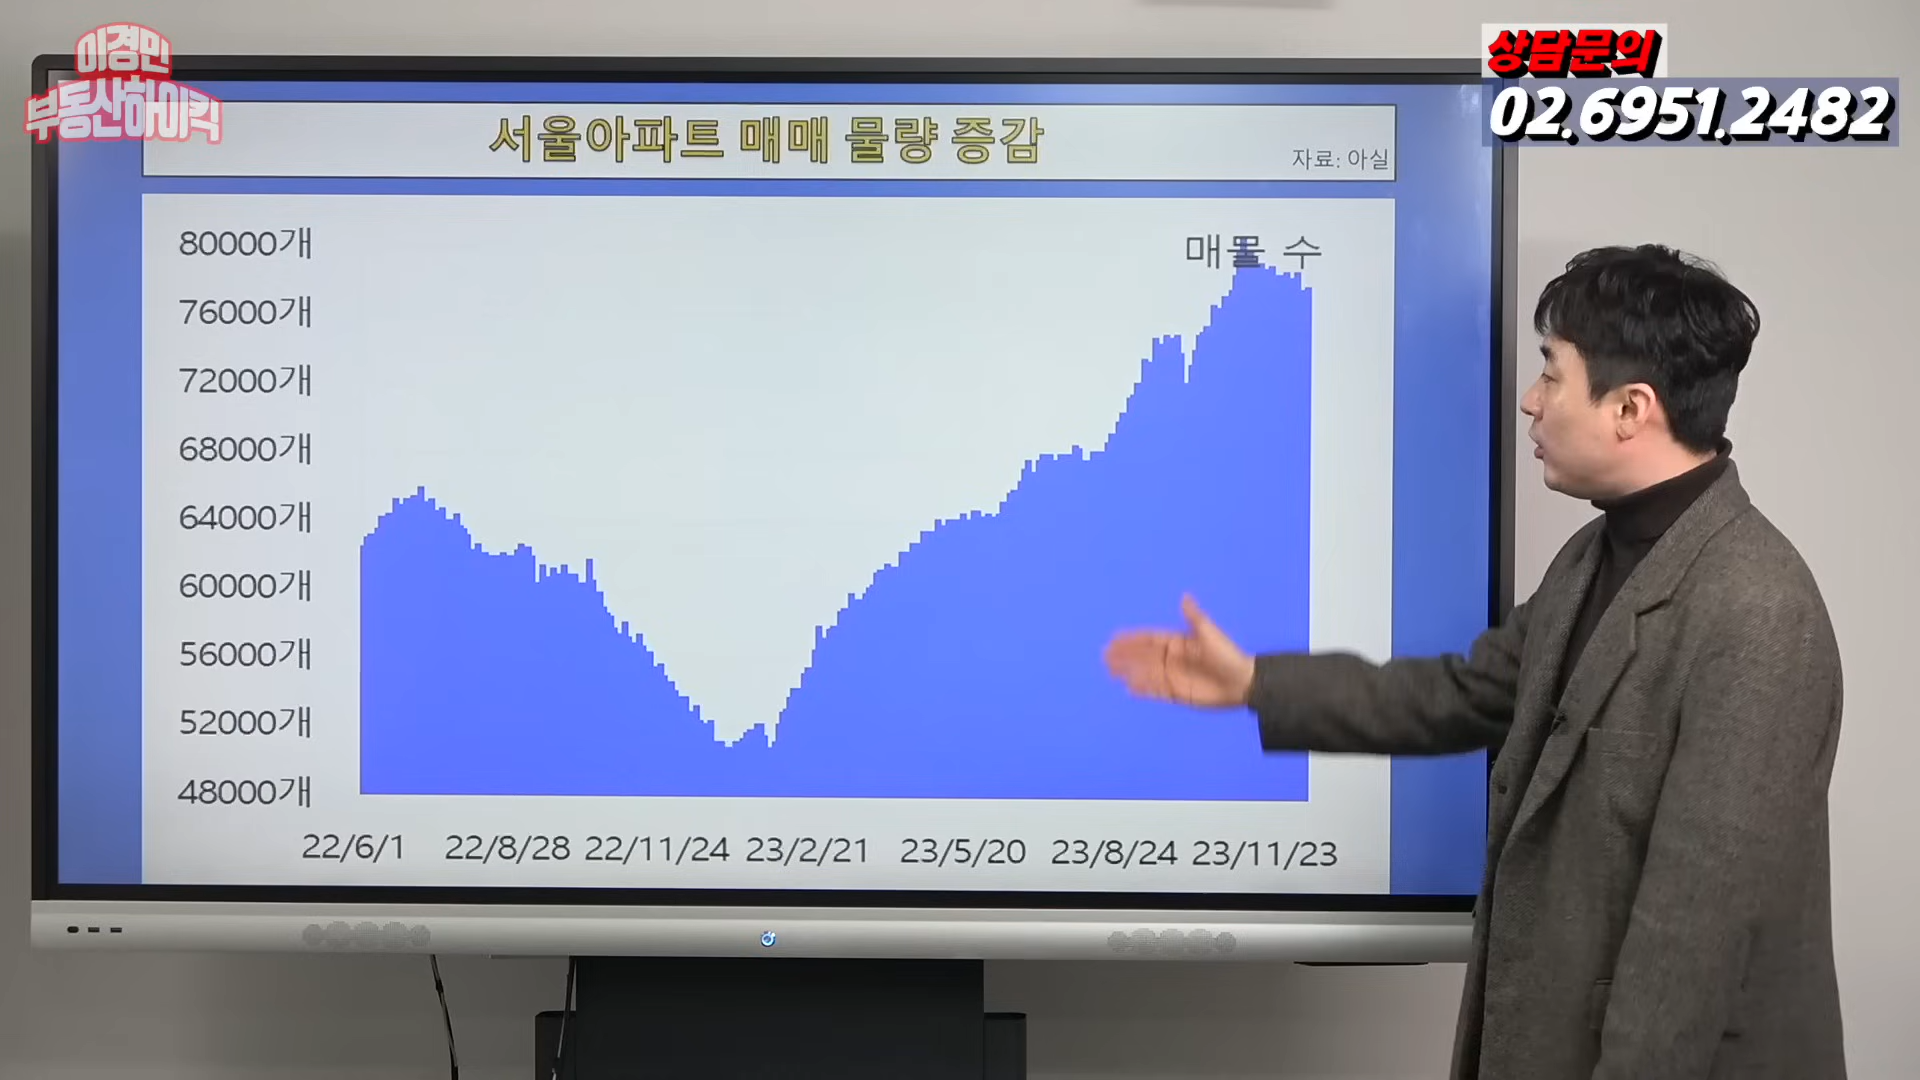 이경민
부동산하이킥
상담문의
02.6951.2482
서울아파트 매매 물량 증감
자료: 아실
매물 수
80000개
76000개
72000개
68000개
64000개
60000개
56000개
52000개
48000개
22/6/1 22/8/28 22/11/24 23/2/21 23/5/20 23/8/24 23/11/23